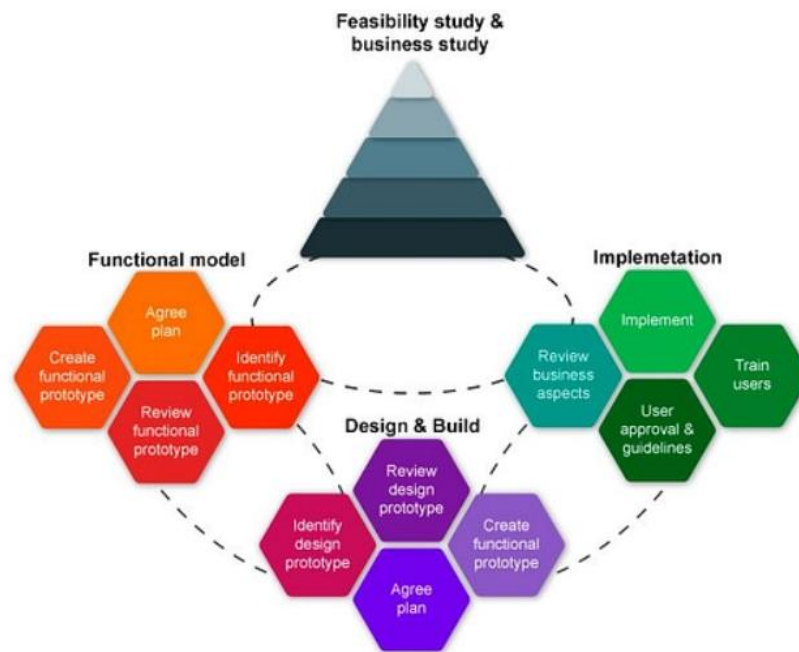 Feasibility study &
business study
Functional model
Agree
plan
Create
functional
prototype
Identify
functional
prototype
Review
functional
prototype
Implemetation
Implement
Review
business
aspects
Train
users
User
approval &
guidelines
Design & Build
Review
design
prototype
Identify
design
prototype
Create
functional
prototype
Agree
plan